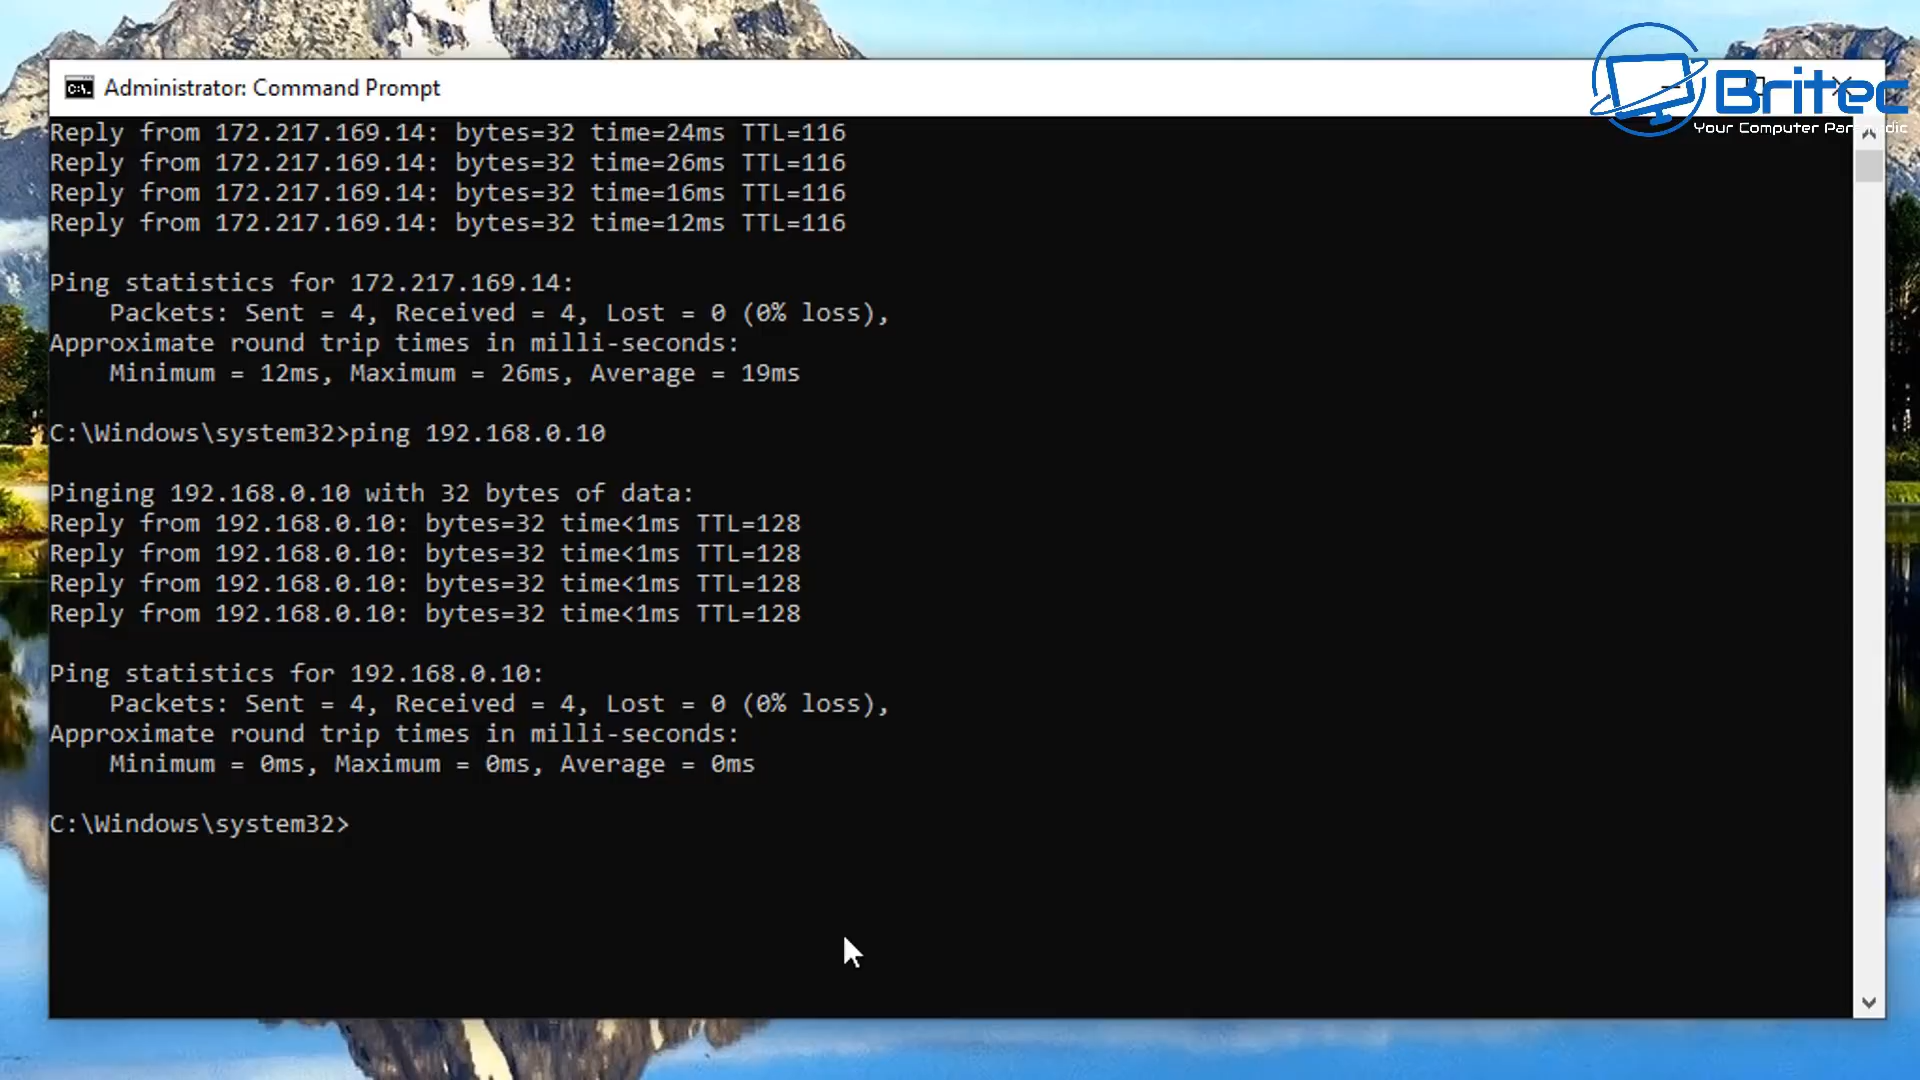 Administrator: Command Prompt
Britec
Your Computer Paramedic
Reply from 172.217.169.14: bytes=32 time=24ms TTL=116
Reply from 172.217.169.14: bytes=32 time=26ms TTL=116
Reply from 172.217.169.14: bytes=32 time=16ms TTL=116
Reply from 172.217.169.14: bytes=32 time=12ms TTL=116
Ping statistics for 172.217.169.14:
Packets: Sent = 4, Received = 4, Lost = 0 (0% loss),
Approximate round trip times in milli-seconds:
Minimum = 12ms, Maximum = 26ms, Average = 19ms
C:\Windows\system32>ping 192.168.0.10
Pinging 192.168.0.10 with 32 bytes of data:
Reply from 192.168.0.10: bytes=32 time<1ms TTL=128
Reply from 192.168.0.10: bytes=32 time<1ms TTL=128
Reply from 192.168.0.10: bytes=32 time<1ms TTL=128
Reply from 192.168.0.10: bytes=32 time<1ms TTL=128
Ping statistics for 192.168.0.10:
Packets: Sent = 4, Received = 4, Lost = 0 (0% loss),
Approximate round trip times in milli-seconds:
Minimum = 0ms, Maximum = 0ms, Average = 0ms
C:\Windows\system32>